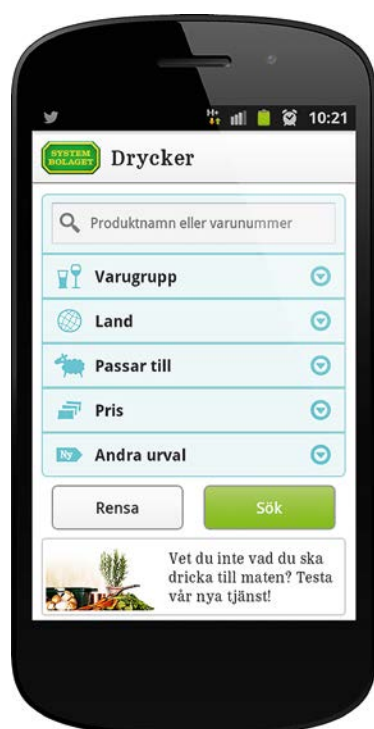 H+
10:21
SYSTEM
BOLAGET
Drycker
Produktnamn eller varunummer
Varugrupp
Land
Passar till
Pris
Ny
Andra urval
Rensa
Sök
Vet du inte vad du ska
dricka till maten? Testa
vår nya tjänst!